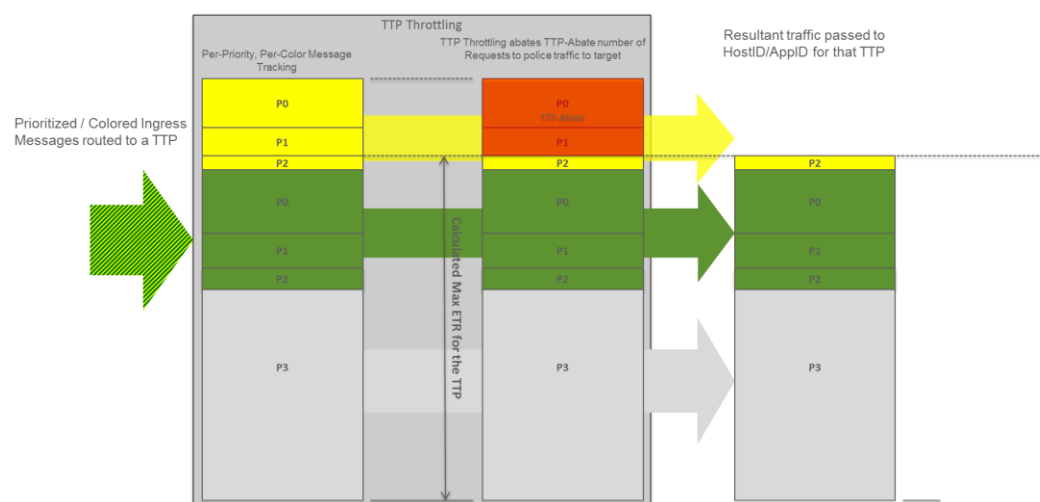 TTP Throttling
Per-Priority, Per-Color Message
Tracking
TTP Throttling abates TTP-Abate number of
Requests to police traffic to target
Resultant traffic passed to
HostID/AppID for that TTP
Prioritized / Colored Ingress
Messages routed to a TTP
P0
P1
P2
P0
P1
P2
P3
Calculated Max ETR for the TTP
P0
TTP-Abate
P1
P2
P0
P1
P2
P3
P2
P0
P1
P2
P3